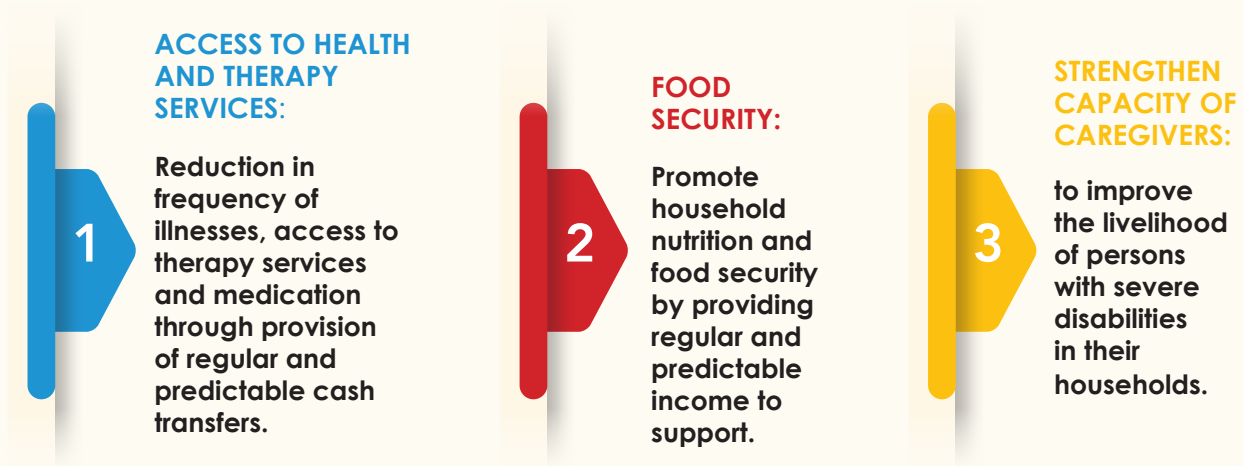 1
ACCESS TO HEALTH
AND THERAPY
SERVICES:
Reduction in
frequency of
illnesses, access to
therapy services
and medication
through provision
of regular and
predictable cash
transfers.
2
FOOD
SECURITY:
Promote
household
nutrition and
food security
by providing
regular and
predictable
income to
support.
3
STRENGTHEN
CAPACITY OF
CAREGIVERS:
to improve
the livelihood
of persons
with severe
disabilities
in their
households.